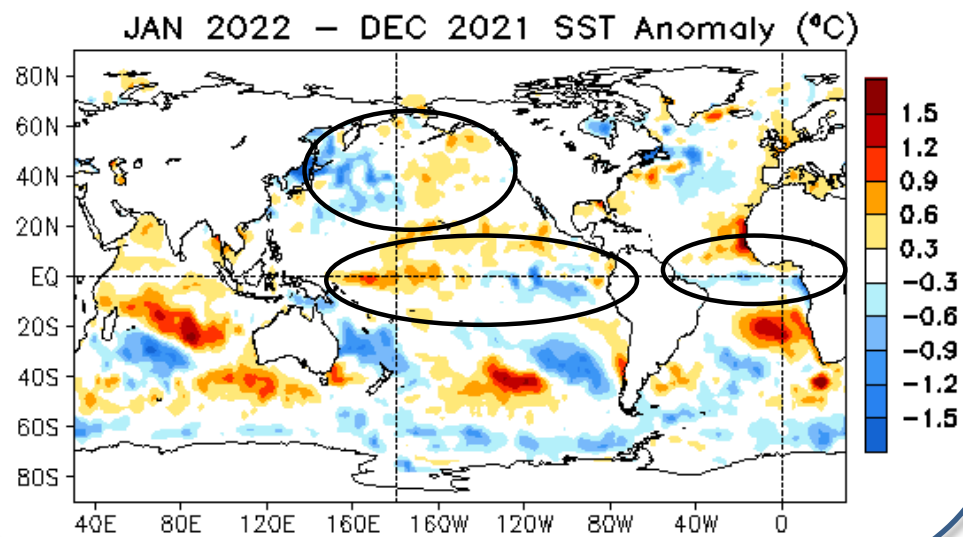 JAN 2022 – DEC 2021 SST Anomaly (°C)
80N
60N
40N
20N
EQ
20S
40S
60S
80S
40E 80E 120E 160E 160W 120W 80W 40W 0
1.5
1.2
0.9
0.6
0.3
−0.3
−0.6
−0.9
−1.2
−1.5